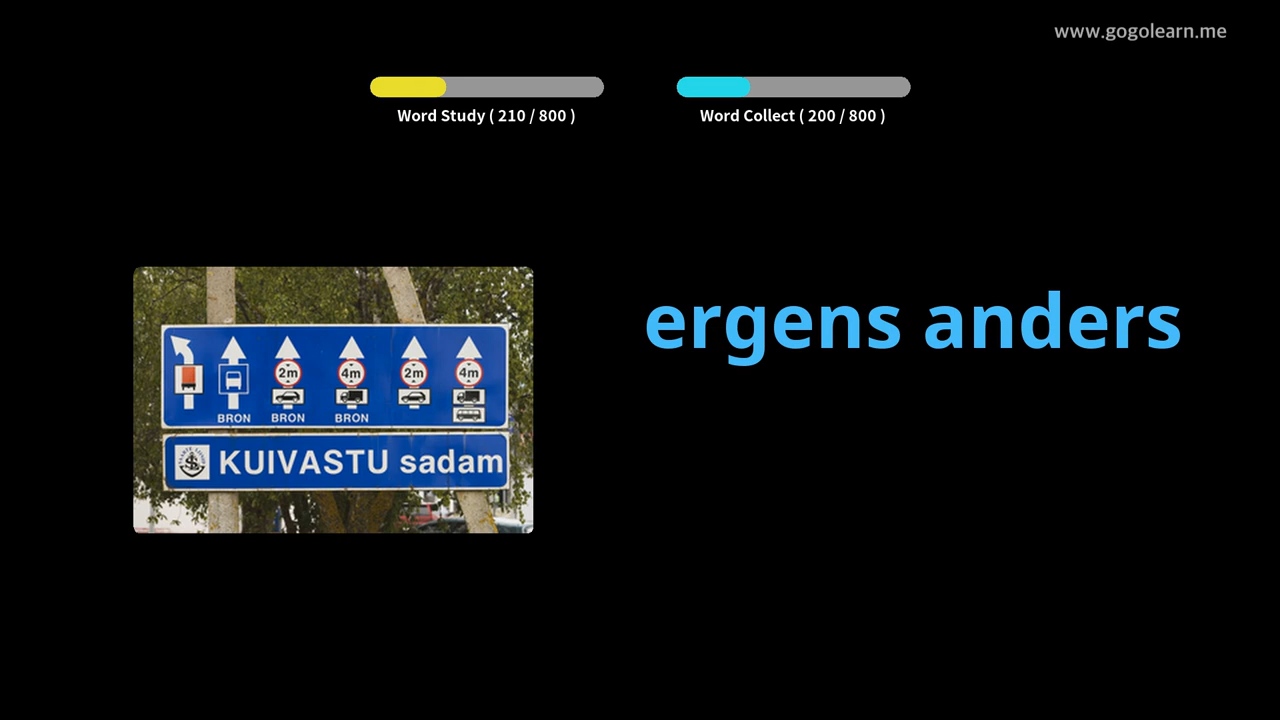 www.gogolearn.me
Word Study ( 210 / 800 )
Word Collect ( 200 / 800 )
ergens anders
2m
4m
2m
4m
BRON
BRON
BRON
KUIVASTU sadam